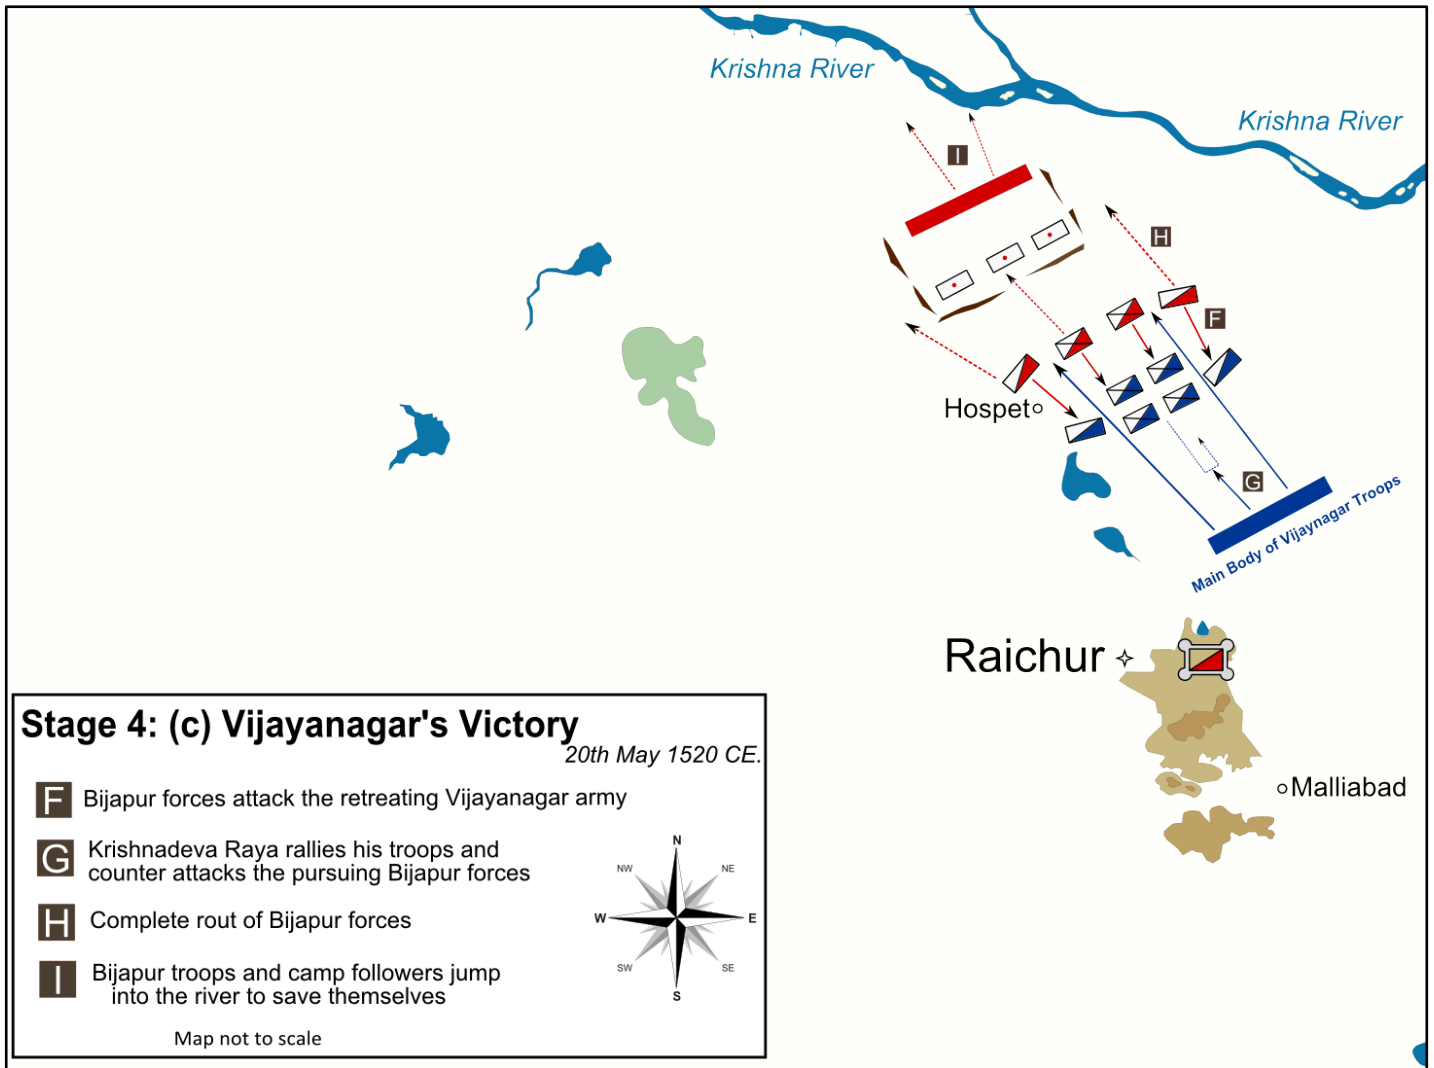 Krishna River
Krishna River
I
H
F
Hospet
G
Main Body of Vijaynagar Troops
Raichur
Malliabad
Stage 4: (c) Vijayanagar's Victory
20th May 1520 CE.
F Bijapur forces attack the retreating Vijayanagar army
G Krishnadeva Raya rallies his troops and
counter attacks the pursuing Bijapur forces
H Complete rout of Bijapur forces
I Bijapur troops and camp followers jump
into the river to save themselves
Map not to scale
N
NW NE
W E
SW SE
S